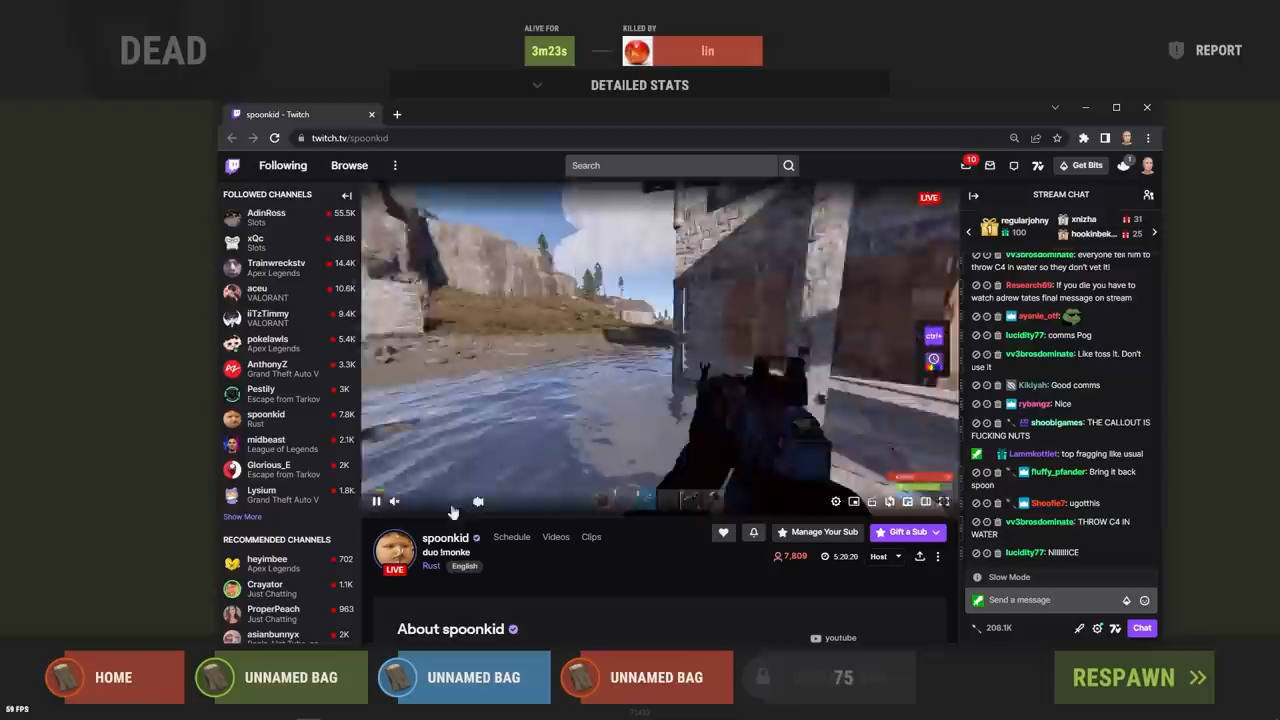 DEAD
ALIVE FOR
3m23s
KILLED BY
lin
REPORT
DETAILED STATS
spoonkid - Twitch
twitch.tv/spoonkid
Following
Browse
Search
10
Get Bits
1
FOLLOWED CHANNELS
AdinRoss 55.5K
Slots
xQc 46.8K
Slots
Trainwreckstv 14.4K
Apex Legends
aceu 10.6K
VALORANT
iiTzTimmy 9.4K
VALORANT
pokelawls 5.4K
Apex Legends
AnthonyZ 3.3K
Grand Theft Auto V
Pestily 3K
Escape from Tarkov
spoonkid 7.8K
Rust
midbeast 2.1K
League of Legends
Glorious_E 2K
Escape from Tarkov
Lysium 1.8K
Grand Theft Auto V
Show More
RECOMMENDED CHANNELS
heyimbee 702
Apex Legends
Crayator 1.1K
Just Chatting
ProperPeach 963
Just Chatting
asianbunnyx 2K
LIVE
ctrl+
spoonkid
Schedule
Videos
Clips
duo !monke
Rust
English
LIVE
Manage Your Sub
Gift a Sub
7,809
5:20:20
Host
About spoonkid
youtube
STREAM CHAT
1
regularjohny
100
xnizha 31
hookinbek... 25
vv3brosdominate: everyone tell him to
throw C4 in water so they don't vet it!
Research69: If you die you have to
watch adrew tates final message on stream
ayanle_off:
lucidity77: comms Pog
vv3brosdominate: Like toss it. Don't
use it
Kikiyah: Good comms
rybangz: Nice
shoobigames: THE CALLOUT IS
FUCKING NUTS
Lammkottlet: top fragging like usual
fluffy_pfander: Bring it back
spoon
Shoofie7: ugotthis
vv3brosdominate: THROW C4 IN
WATER
lucidity77: NIIIIIIICE
Slow Mode
Send a message
208.1K
Chat
HOME
UNNAMED BAG
UNNAMED BAG
UNNAMED BAG
75
RESPAWN
59 FPS